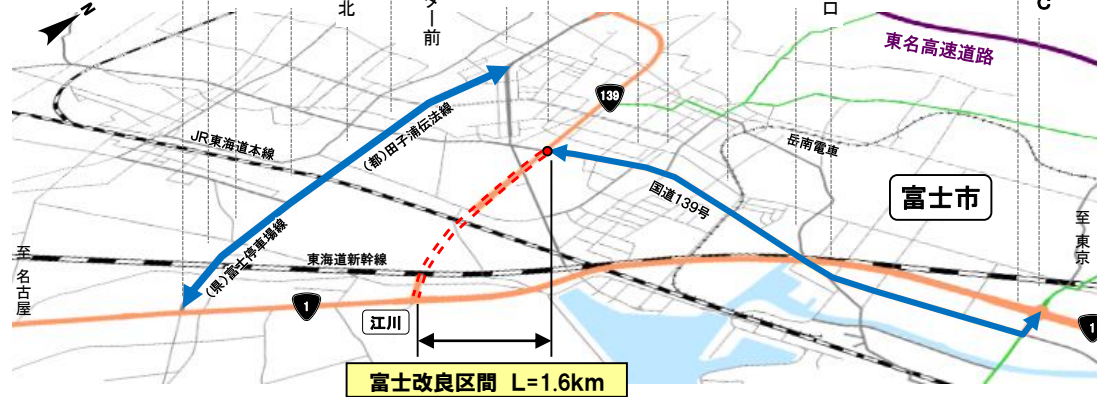 N
北
ター前
口
C
東名高速道路
139
JR東海道本線
(都)田子浦伝法線
岳南電車
国道139号
富士市
至 東京
至 名古屋
東海道新幹線
(県)富士停車場線
1
江川
1
富士改良区間 L=1.6km